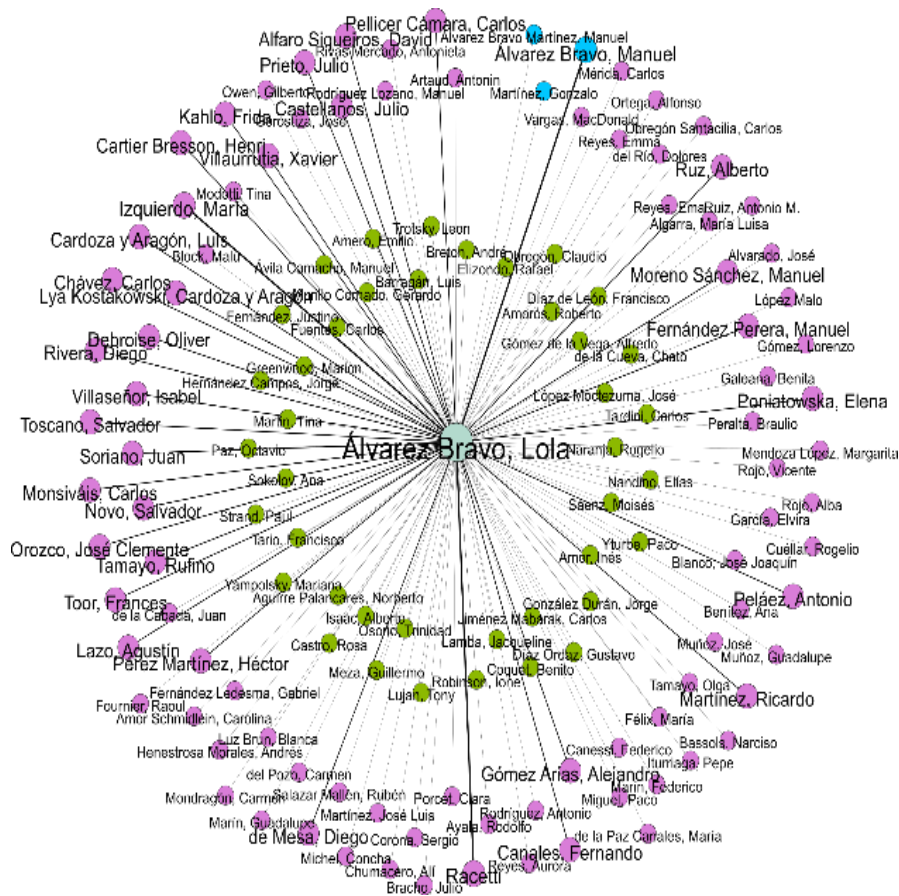 Pellicer Cámara, Carlos
Álvarez Bravo Martínez, Manuel
Alfaro Siqueiros, David
Álvarez Bravo, Manuel
Rivas Mercado, Antonieta
Prieto, Julio
Mérida, Carlos
Artaud, Antonin
Owen, Gilberto
Rodríguez Lozano, Manuel
Martínez, Gonzalo
Ortega, Alfonso
Kahlo, Frida
Castellanos, Julio
Gorostiza, José
Vargas, MacDonald
Obregón Santacilia, Carlos
Cartier Bresson, Henri
Reyes, Emma
Villaurrutia, Xavier
del Río, Dolores
Ruz, Alberto
Modotti, Tina
Izquierdo, María
Reyes, Ema
Ruiz, Antonio M.
Algarra, María Luisa
Trotsky, Leon
Amero, Emilio
Cardoza y Aragón, Luis
Breton, André
Obregón, Claudio
Alvarado, José
Block, Malu
Ávila Camacho, Manuel
Elizondo, Rafael
Moreno Sánchez, Manuel
Chávez, Carlos
Barragán, Luis
Lya Kostakowski, Cardoza y Aragón
Murillo Cornado, Gerardo
Díaz de León, Francisco
López Malo
Fernández, Justino
Amorós, Roberto
Fuentes, Carlos
Fernández Perera, Manuel
Debroise, Oliver
Gómez de la Vega, Alfredo
Gómez, Lorenzo
Rivera, Diego
de la Cueva, Chato
Greenwood, Marion
Galeana, Benita
Hernández Campos, Jorge
Villaseñor, Isabel
López Moctezuma, José
Poniatowska, Elena
Martín, Tina
Tardiol, Carlos
Toscano, Salvador
Peralta, Braulio
Paz, Octavio
Álvarez Bravo, Lola
Naranja, Rogelio
Mendoza López, Margarita
Soriano, Juan
Rojo, Vicente
Sokolov, Ana
Nandino, Elías
Monsiváis, Carlos
Sáenz, Moisés
Rojo, Alba
Novo, Salvador
Strand, Paul
García, Elvira
Tario, Francisco
Yturbe, Paco
Cuéllar, Rogelio
Orozco, José Clemente
Amor, Inés
Blanco, José Joaquín
Tamayo, Rufino
Yampolsky, Mariana
Peláez, Antonio
Toor, Frances
Aguirre Palancares, Norberto
González Durán, Jorge
Benítez, Ana
de la Cabada, Juan
Isaac, Alberto
Jiménez Mabarak, Carlos
Osorio, Trinidad
Lazo, Agustín
Castro, Rosa
Lamba, Jacqueline
Muñoz, José
Díaz Ordaz, Gustavo
Muñoz, Guadalupe
Pérez Martínez, Héctor
Meza, Guillermo
Coquet, Benito
Robinson, Ione
Tamayo, Olga
Fernández Ledesma, Gabriel
Lujan, Tony
Martínez, Ricardo
Fournier, Raoul
Amor Schmidlein, Carolina
Félix, María
Luz Brun, Blanca
Bassols, Narciso
Henestrosa Morales, Andrés
Canessi, Federico
Iturriaga, Pepe
del Pozo, Carmen
Gómez Arias, Alejandro
Marín, Federico
Mondragón, Carmen
Salazar Mallén, Rubén
Porcet, Clara
Miguel, Paco
Martínez, José Luis
Rodríguez, Antonio
Marín, Guadalupe
Ayala, Rodolfo
de la Paz Canales, María
de Mesa, Diego
Corona, Sergio
Canales, Fernando
Michel, Concha
Reyes, Aurora
Chumacero, Alí
Racetti
Bracho, Julio